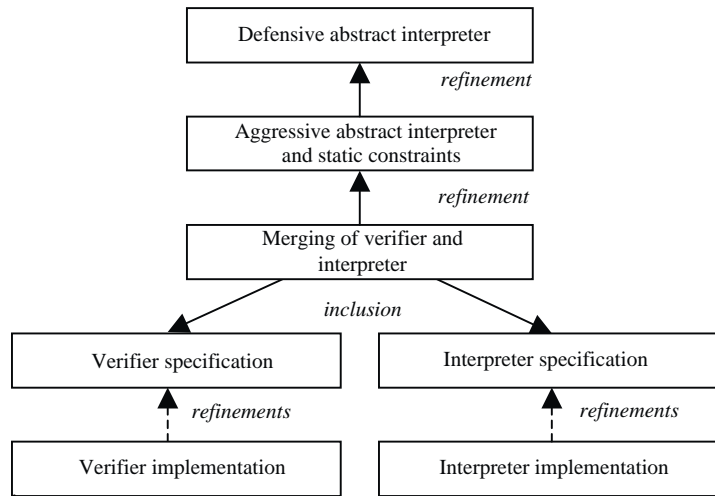 Defensive abstract interpreter
refinement
Aggressive abstract interpreter
and static constraints
refinement
Merging of verifier and
interpreter
inclusion
Verifier specification
Interpreter specification
refinements
refinements
Verifier implementation
Interpreter implementation